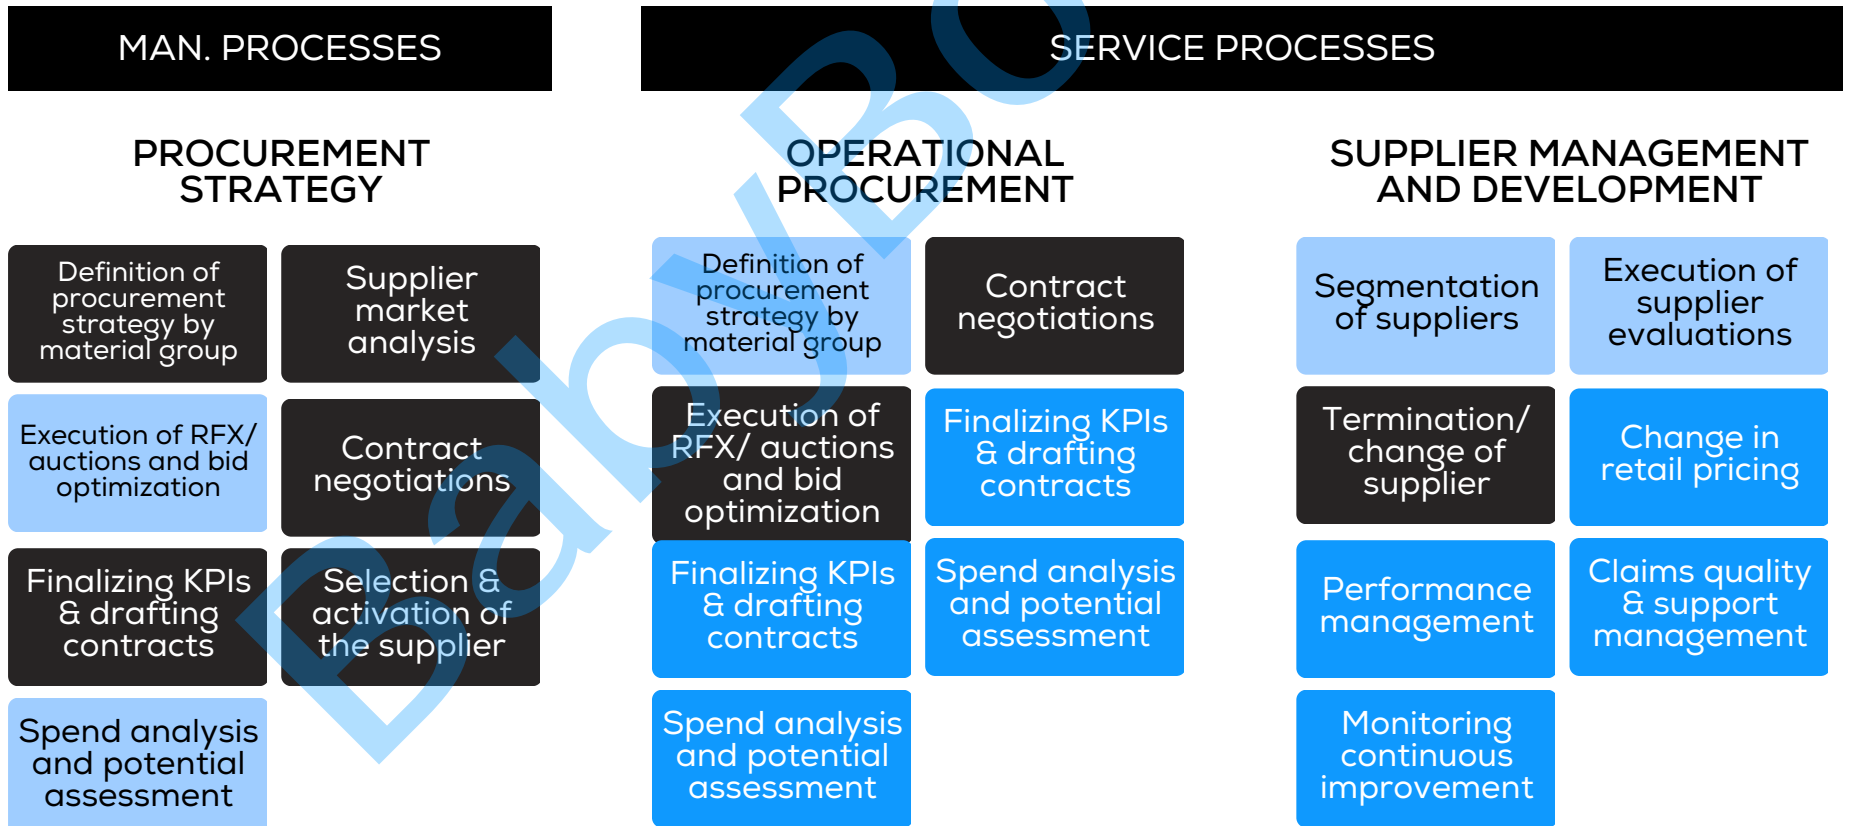 MAN. PROCESSES
SERVICE PROCESSES
PROCUREMENT
STRATEGY
Definition of
procurement
strategy by
material group
Supplier
market
analysis
Execution of RFX/
auctions and bid
optimization
Contract
negotiations
Finalizing KPIs
& drafting
contracts
Selection &
activation of
the supplier
Spend analysis
and potential
assessment
OPERATIONAL
PROCUREMENT
Definition of
procurement
strategy by
material group
Contract
negotiations
Execution of
RFX/ auctions
and bid
optimization
Finalizing KPIs
& drafting
contracts
Finalizing KPIs
& drafting
contracts
Spend analysis
and potential
assessment
Spend analysis
and potential
assessment
SUPPLIER MANAGEMENT
AND DEVELOPMENT
Segmentation
of suppliers
Execution of
supplier
evaluations
Termination/
change of
supplier
Change in
retail pricing
Performance
management
Claims quality
& support
management
Monitoring
continuous
improvement
BabyBo